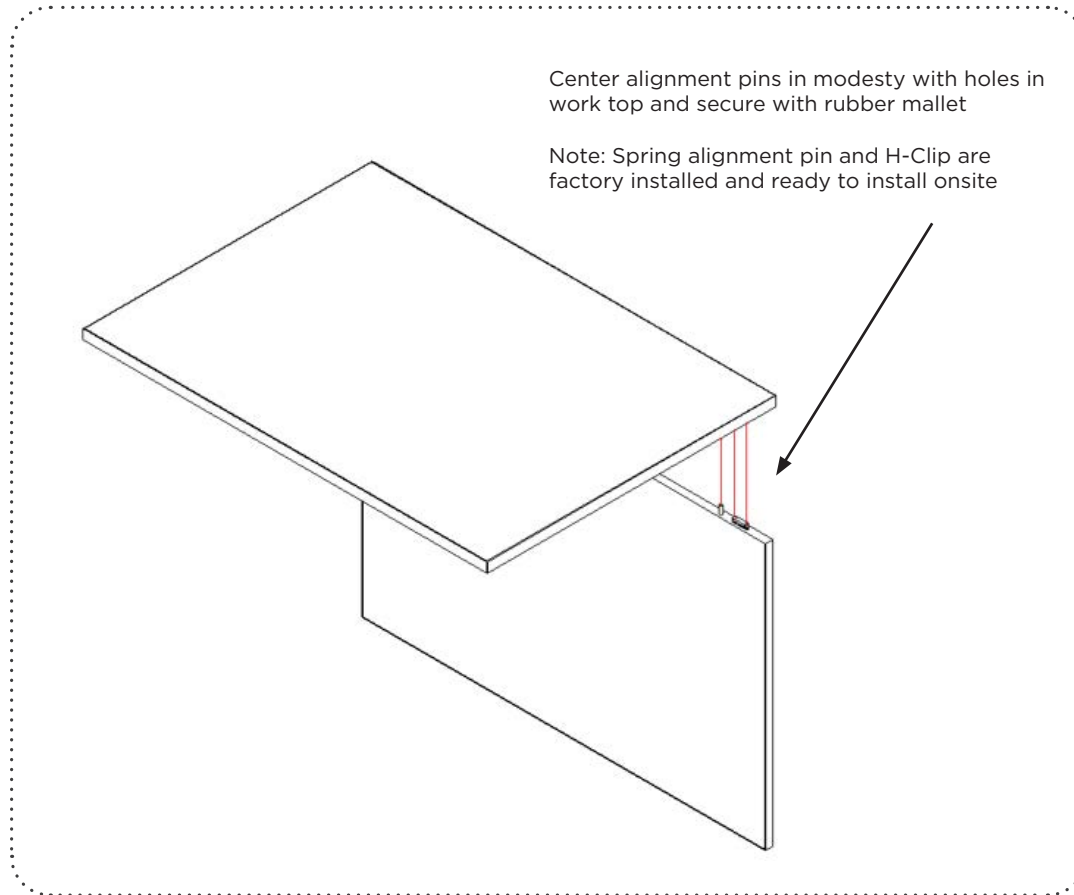 Center alignment pins in modesty with holes in
work top and secure with rubber mallet
Note: Spring alignment pin and H-Clip are
factory installed and ready to install onsite